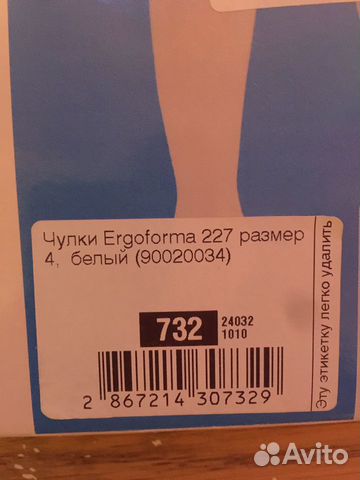 Чулки Ergoforma 227 размер
4, белый (90020034)
732
24032
1010
2 867214 307329
Эту этикетку легко удалить
Avito